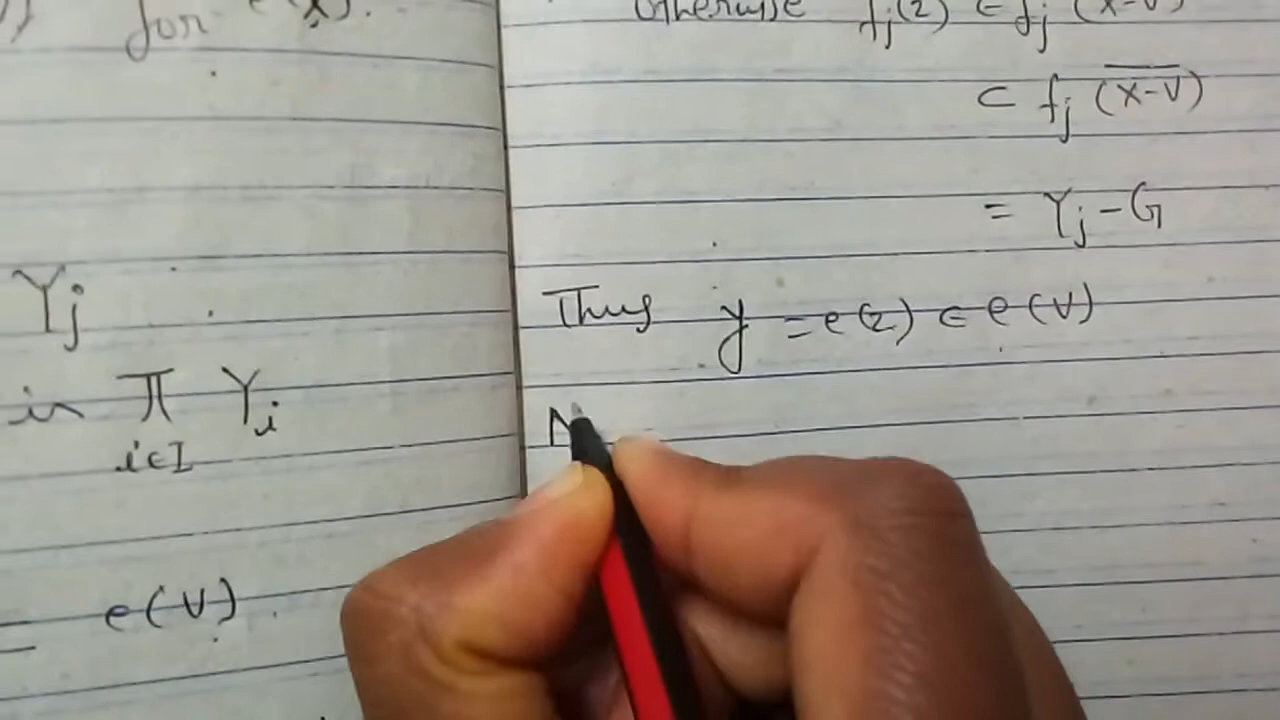 for e(x).
Yj
in π Yi
i∈I
= e(V)
Otherwise fj(z) ⊂ fj (X-V)
⊂ fj (X̅-̅V̅)
= Yj - G
Thus y = e(z) ⊂ e(V)
N